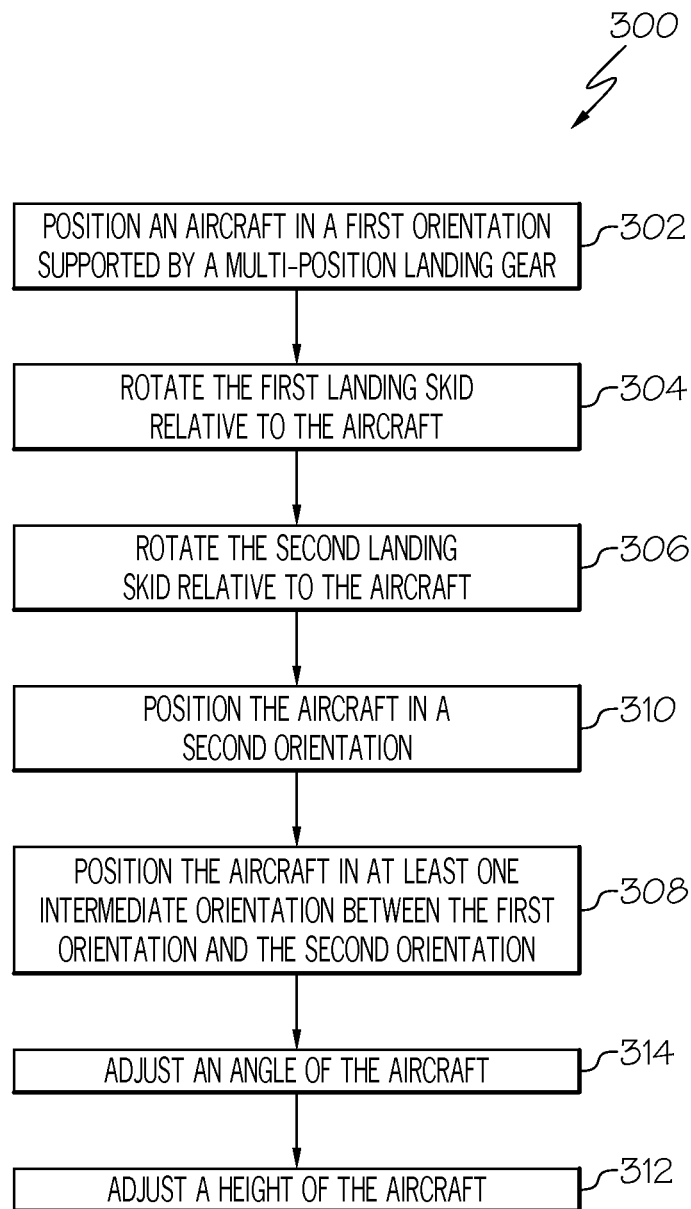 300
POSITION AN AIRCRAFT IN A FIRST ORIENTATION
SUPPORTED BY A MULTI-POSITION LANDING GEAR
302
ROTATE THE FIRST LANDING SKID
RELATIVE TO THE AIRCRAFT
304
ROTATE THE SECOND LANDING
SKID RELATIVE TO THE AIRCRAFT
306
POSITION THE AIRCRAFT IN A
SECOND ORIENTATION
310
POSITION THE AIRCRAFT IN AT LEAST ONE
INTERMEDIATE ORIENTATION BETWEEN THE FIRST
ORIENTATION AND THE SECOND ORIENTATION
308
ADJUST AN ANGLE OF THE AIRCRAFT
314
ADJUST A HEIGHT OF THE AIRCRAFT
312